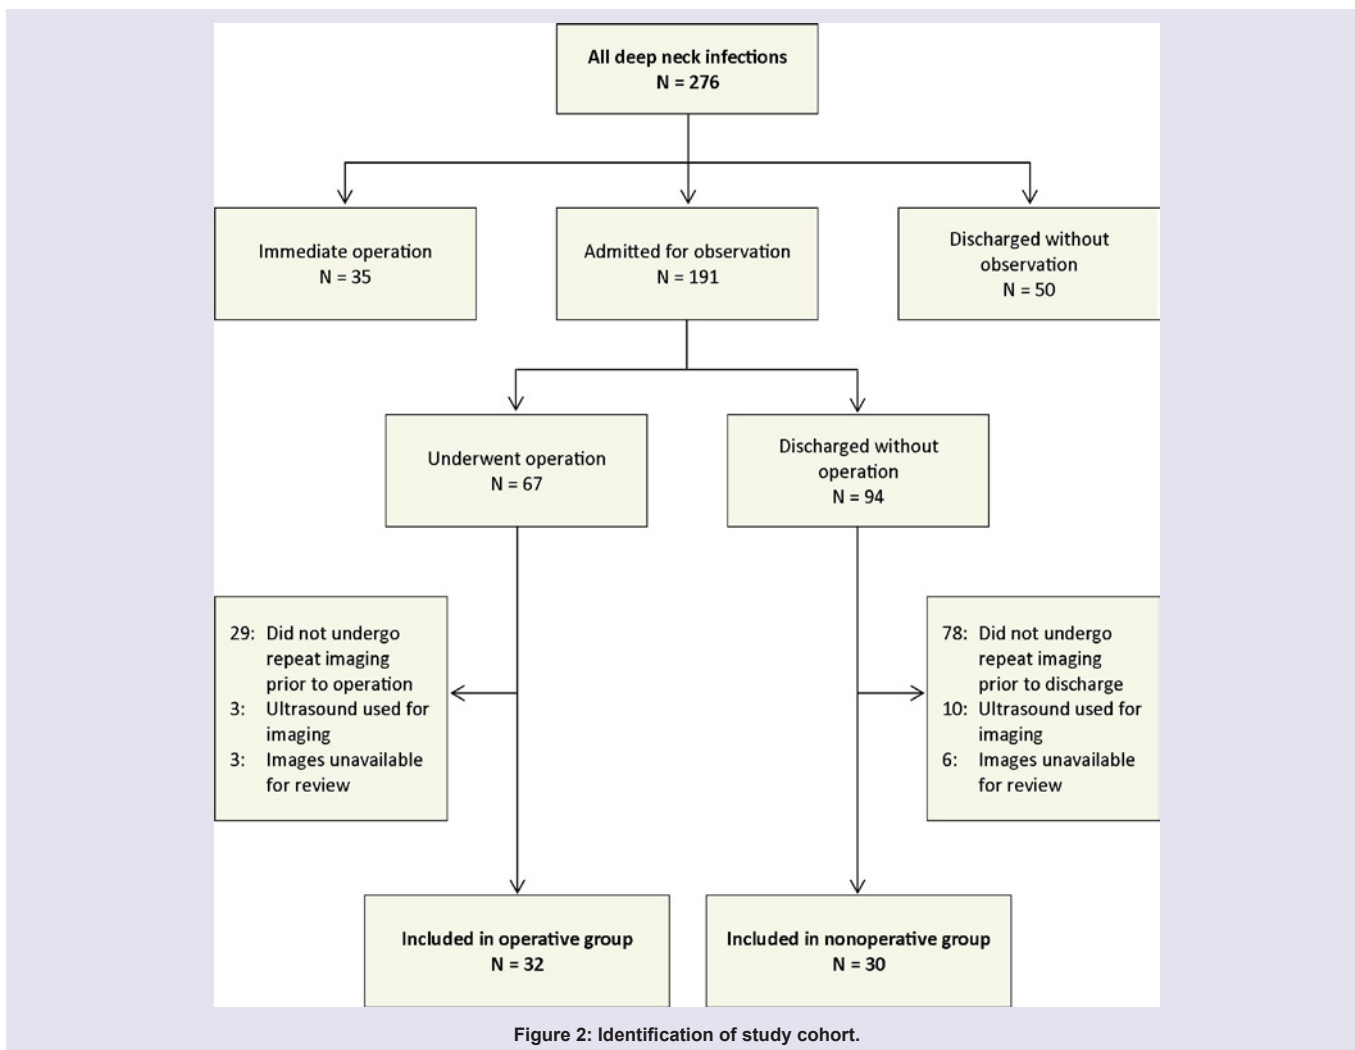 All deep neck infections
N = 276
Immediate operation
N = 35
Admitted for observation
N = 191
Discharged without
observation
N = 50
Underwent operation
N = 67
Discharged without
operation
N = 94
29: Did not undergo
repeat imaging
prior to operation
3: Ultrasound used for
imaging
3: Images unavailable
for review
78: Did not undergo
repeat imaging
prior to discharge
10: Ultrasound used for
imaging
6: Images unavailable
for review
Included in operative group
N = 32
Included in nonoperative group
N = 30
Figure 2: Identification of study cohort.